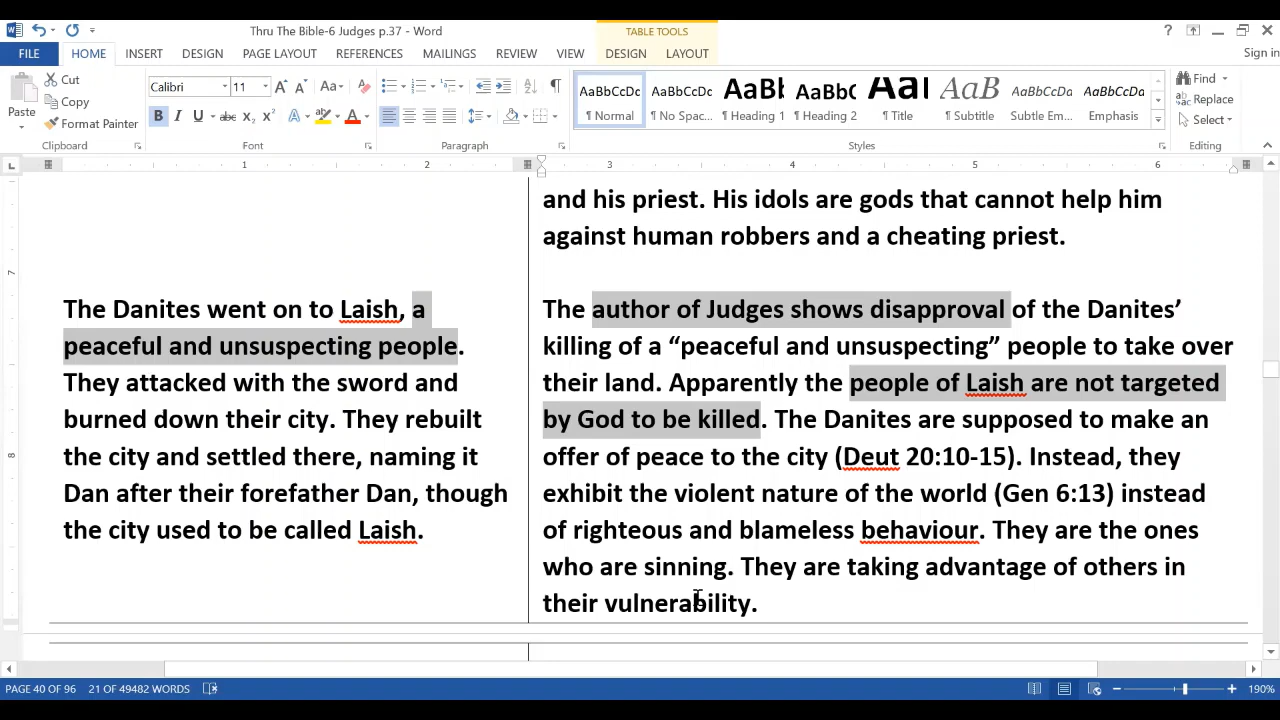 Thru The Bible-6 Judges p.37 - Word
TABLE TOOLS
?
FILE HOME INSERT DESIGN PAGE LAYOUT REFERENCES MAILINGS REVIEW VIEW DESIGN LAYOUT Sign in
Paste
Cut
Copy
Format Painter
Clipboard
Calibri 11
Font
Paragraph
AaBbCcDc AaBbCcDc AaBb AaBbC AaB AaB AaBbCcDa AaBbCcDa
¶ Normal ¶ No Spac... ¶ Heading 1 ¶ Heading 2 ¶ Title ¶ Subtitle Subtle Em... Emphasis
Styles
Find
Replace
Select
Editing
1 2 3 4 5 6
7
8
The Danites went on to Laish, a
peaceful and unsuspecting people.
They attacked with the sword and
burned down their city. They rebuilt
the city and settled there, naming it
Dan after their forefather Dan, though
the city used to be called Laish.
and his priest. His idols are gods that cannot help him
against human robbers and a cheating priest.
The author of Judges shows disapproval of the Danites’
killing of a “peaceful and unsuspecting” people to take over
their land. Apparently the people of Laish are not targeted
by God to be killed. The Danites are supposed to make an
offer of peace to the city (Deut 20:10-15). Instead, they
exhibit the violent nature of the world (Gen 6:13) instead
of righteous and blameless behaviour. They are the ones
who are sinning. They are taking advantage of others in
their vulnerability.
PAGE 40 OF 96 21 OF 49482 WORDS 190%